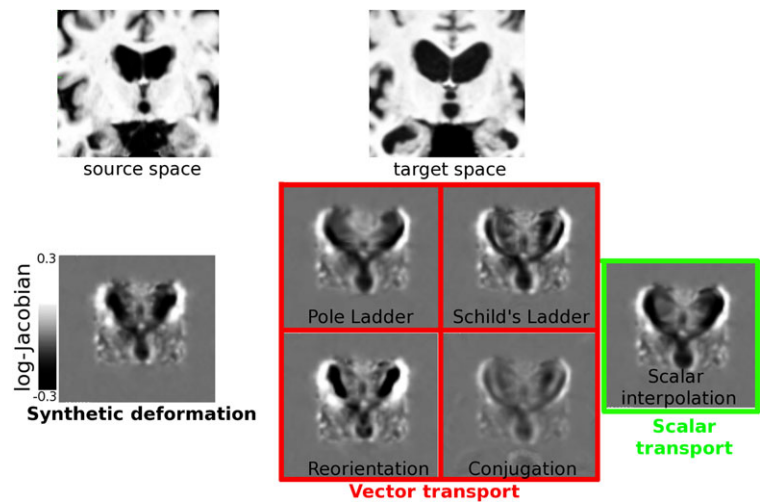 source space
target space
0.3
log-Jacobian
-0.3
Synthetic deformation
Pole Ladder
Schild's Ladder
Reorientation
Conjugation
Vector transport
Scalar
interpolation
Scalar
transport